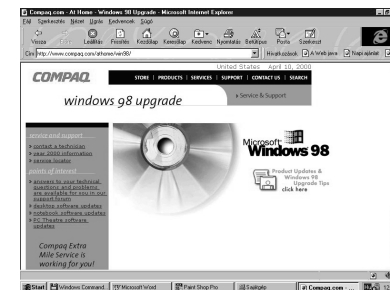 Compaq.com - At Home - Windows 98 Upgrade - Microsoft Internet Explorer
Fájl Szerkesztés Nézet Ugrás Kedvencek Súgó
Vissza Leállítás Frissítés Kezdőlap Keresőlap Kedvenc Nyomtatás Betűtípus Posta Szerkeszt
Cím http://www.compaq.com/athome/win98/ Hivatkozások A Web java Napi ajánlat
United States April 10, 2000
COMPAQ
STORE | PRODUCTS | SERVICES | SUPPORT | CONTACT US | SEARCH
windows 98 upgrade
Service & Support
service and support
contact a technician
year 2000 information
service locator
points of interest
answers to your technical
questions and problems
are available for you in our
support forum
desktop software updates
notebook software updates
PC Theatre software
updates
Compaq Extra
Mile Service is
working for you!
Microsoft
Windows 98
Product Updates &
Windows 98
Upgrade Tips
click here
Start Windows Command Microsoft Word Paint Shop Pro Sajátgép Compaq.com - ...